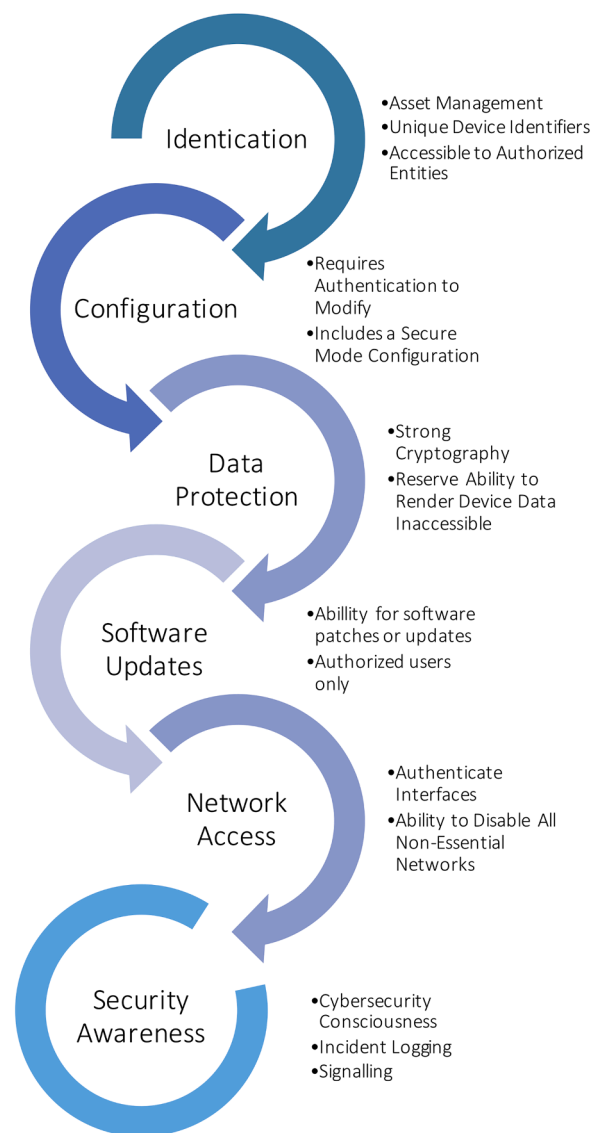 Identication
•Asset Management
•Unique Device Identifiers
•Accessible to Authorized
Entities
Configuration
•Requires
Authentication to
Modify
•Includes a Secure
Mode Configuration
Data
Protection
•Strong
Cryptography
•Reserve Ability to
Render Device Data
Inaccessible
Software
Updates
•Abillity for software
patches or updates
•Authorized users
only
Network
Access
•Authenticate
Interfaces
•Ability to Disable All
Non-Essential
Networks
Security
Awareness
•Cybersecurity
Consciousness
•Incident Logging
•Signalling